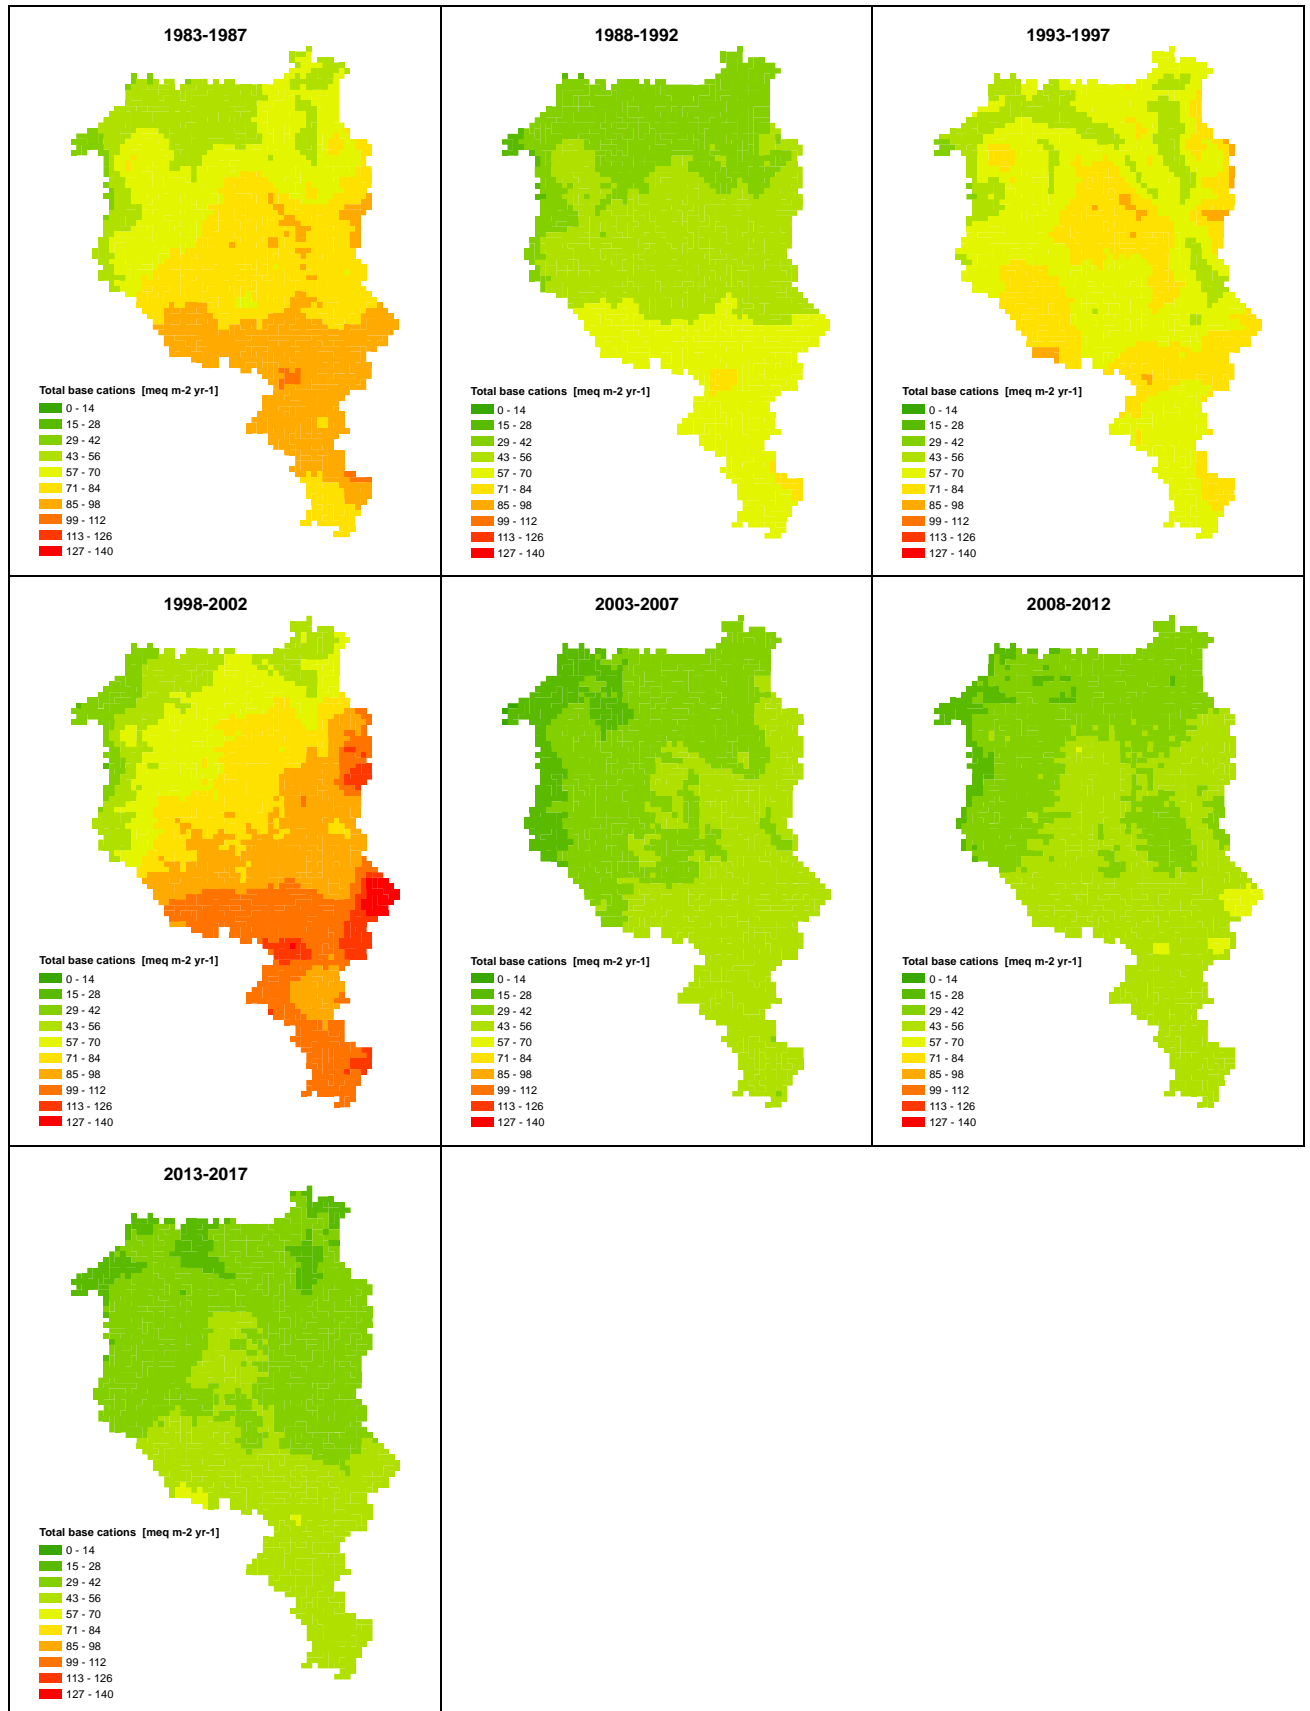 1983-1987
Total base cations [meq m-2 yr-1]
0 - 14
15 - 28
29 - 42
43 - 56
57 - 70
71 - 84
85 - 98
99 - 112
113 - 126
127 - 140
1988-1992
Total base cations [meq m-2 yr-1]
0 - 14
15 - 28
29 - 42
43 - 56
57 - 70
71 - 84
85 - 98
99 - 112
113 - 126
127 - 140
1993-1997
Total base cations [meq m-2 yr-1]
0 - 14
15 - 28
29 - 42
43 - 56
57 - 70
71 - 84
85 - 98
99 - 112
113 - 126
127 - 140
1998-2002
Total base cations [meq m-2 yr-1]
0 - 14
15 - 28
29 - 42
43 - 56
57 - 70
71 - 84
85 - 98
99 - 112
113 - 126
127 - 140
2003-2007
Total base cations [meq m-2 yr-1]
0 - 14
15 - 28
29 - 42
43 - 56
57 - 70
71 - 84
85 - 98
99 - 112
113 - 126
127 - 140
2008-2012
Total base cations [meq m-2 yr-1]
0 - 14
15 - 28
29 - 42
43 - 56
57 - 70
71 - 84
85 - 98
99 - 112
113 - 126
127 - 140
2013-2017
Total base cations [meq m-2 yr-1]
0 - 14
15 - 28
29 - 42
43 - 56
57 - 70
71 - 84
85 - 98
99 - 112
113 - 126
127 - 140